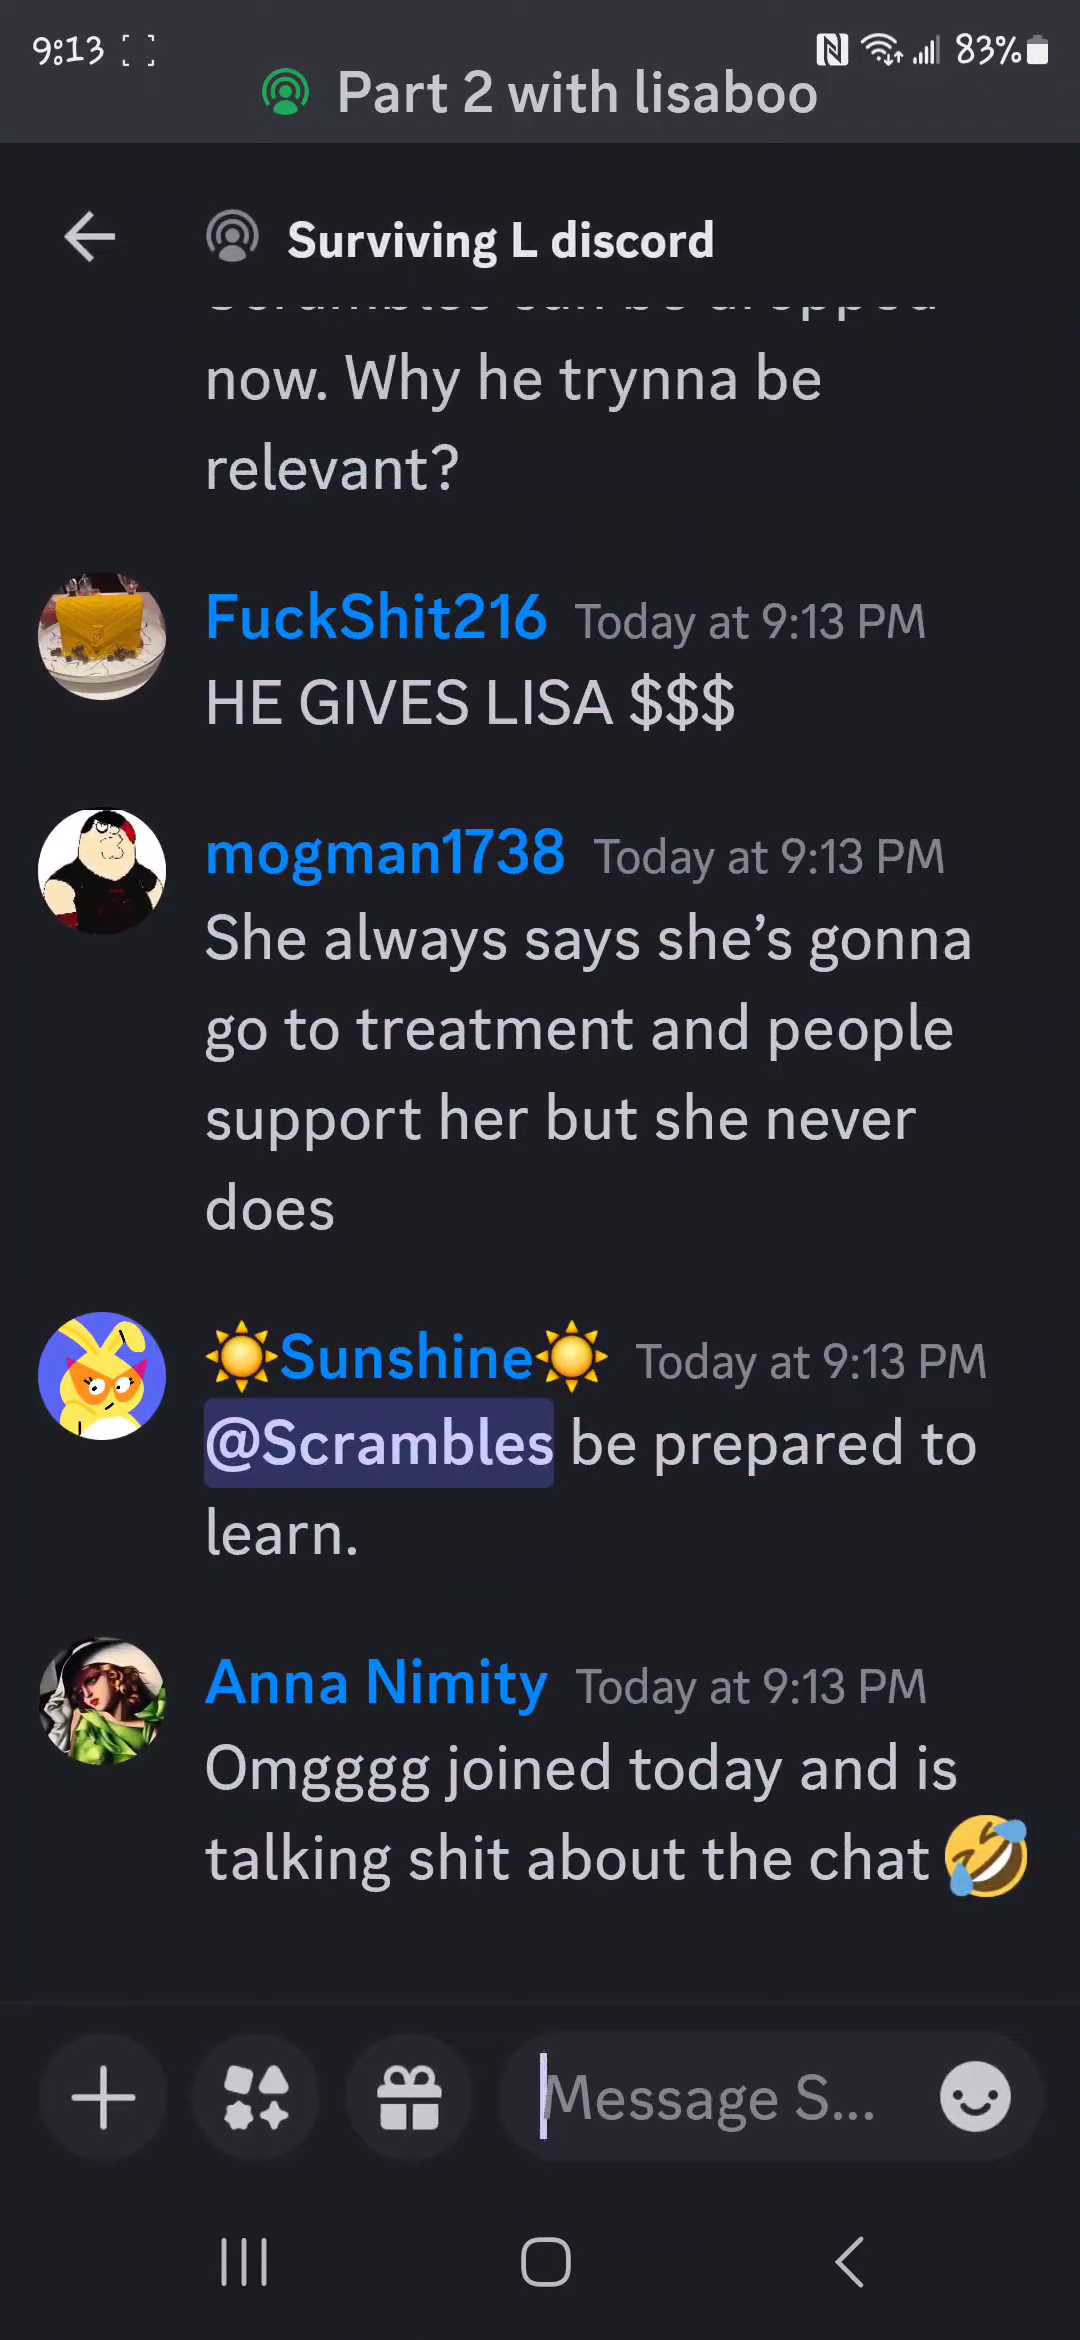 9:13
83%
Part 2 with lisaboo
Surviving L discord
now. Why he trynna be
relevant?
FuckShit216 Today at 9:13 PM
HE GIVES LISA $$$
mogman1738 Today at 9:13 PM
She always says she’s gonna
go to treatment and people
support her but she never
does
☀️Sunshine☀️ Today at 9:13 PM
@Scrambles be prepared to
learn.
Anna Nimity Today at 9:13 PM
Omgggg joined today and is
talking shit about the chat 🤣
Message S...